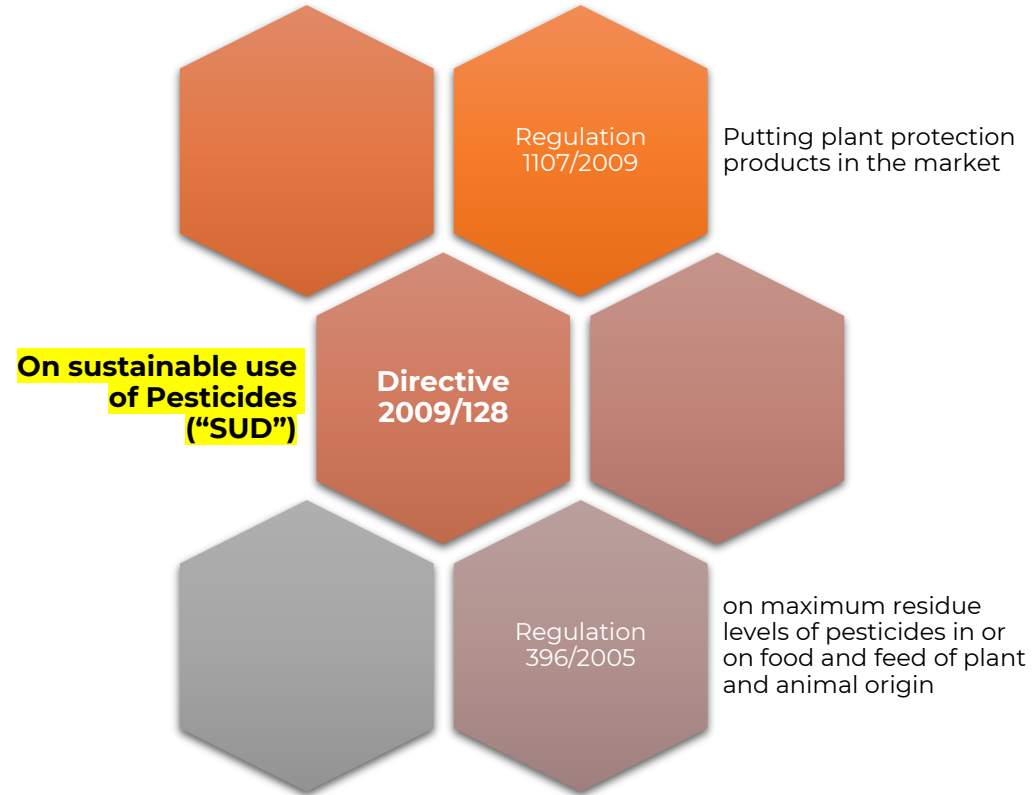 Regulation
1107/2009
Putting plant protection
products in the market
On sustainable use
of Pesticides
(“SUD”)
Directive
2009/128
Regulation
396/2005
on maximum residue
levels of pesticides in or
on food and feed of plant
and animal origin